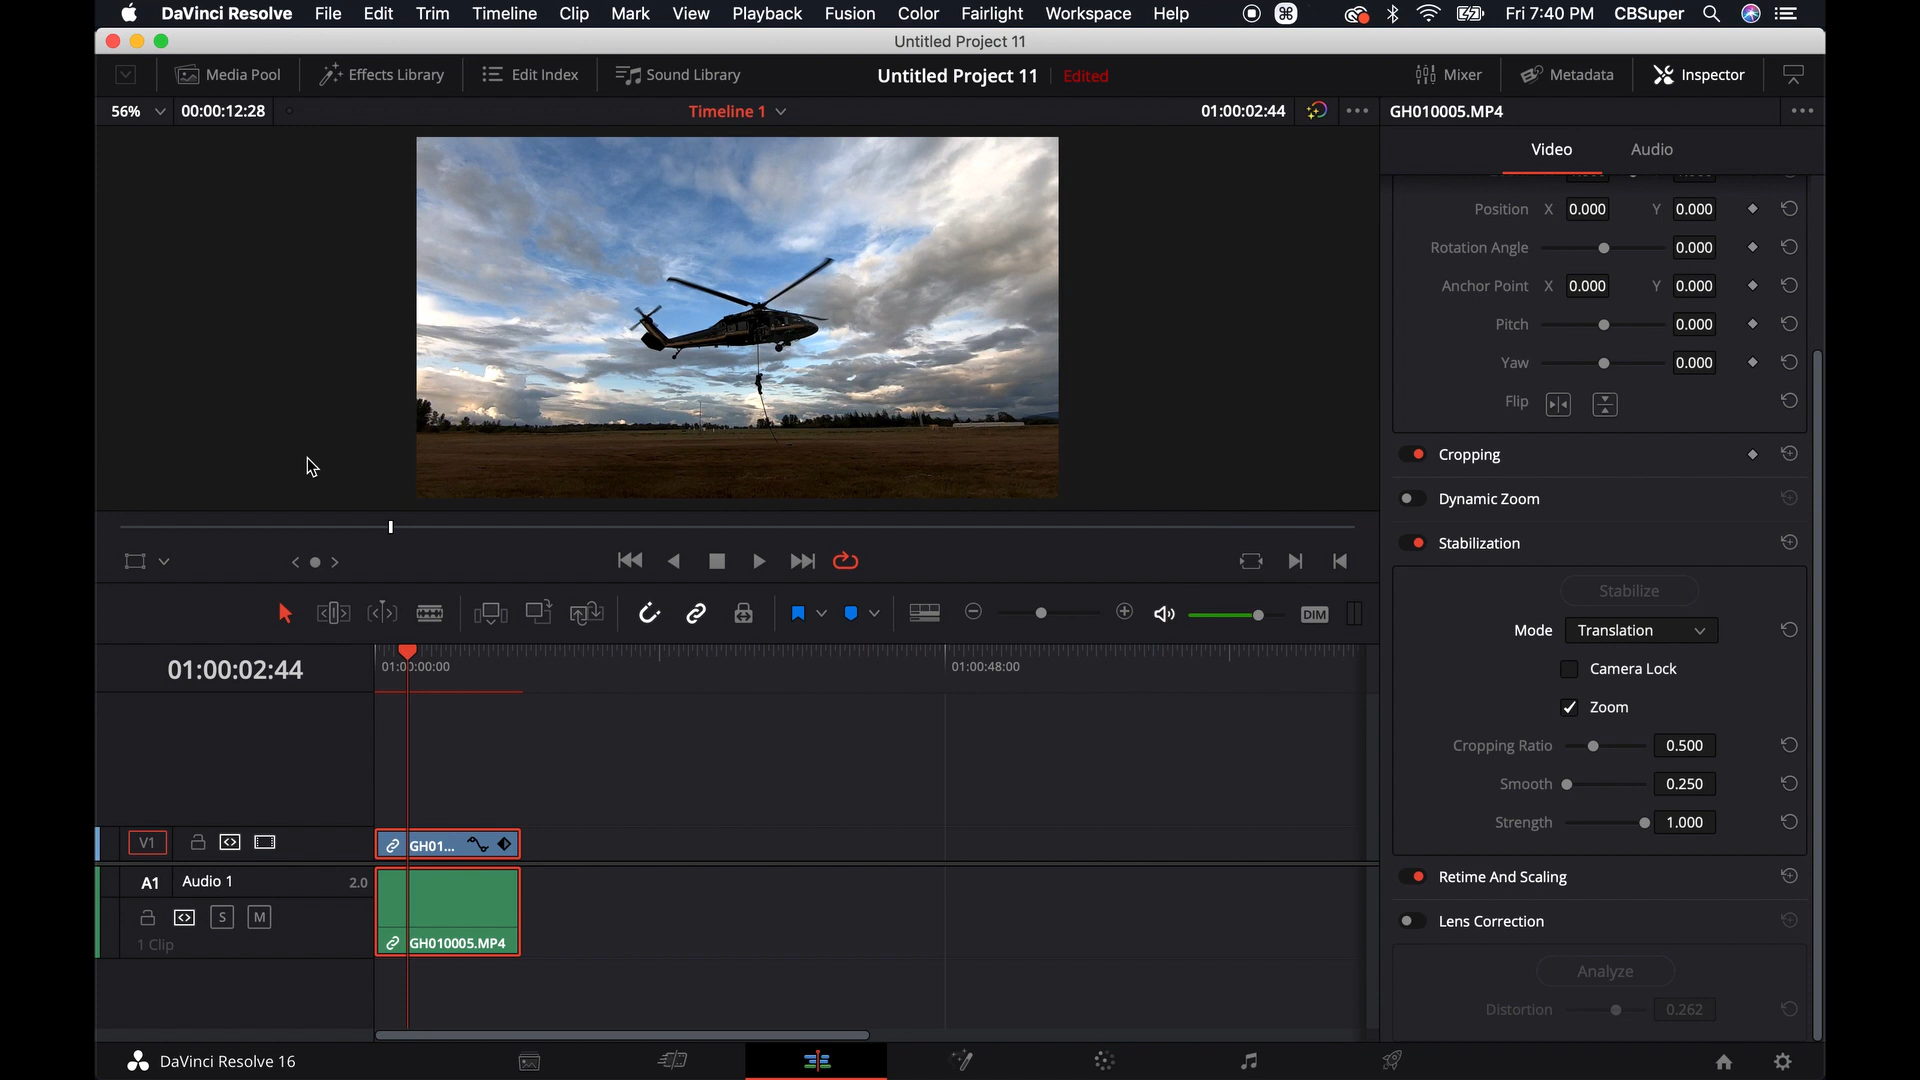 DaVinci Resolve File Edit Trim Timeline Clip Mark View Playback Fusion Color Fairlight Workspace Help Fri 7:40 PM CBSuper
Untitled Project 11
Media Pool Effects Library Edit Index Sound Library Untitled Project 11 Edited Mixer Metadata Inspector
56% 00:00:12:28 Timeline 1 01:00:02:44 GH010005.MP4
Video Audio
Position X 0.000 Y 0.000
Rotation Angle 0.000
Anchor Point X 0.000 Y 0.000
Pitch 0.000
Yaw 0.000
Flip
Cropping
Dynamic Zoom
Stabilization
Stabilize
DIM
Mode Translation
01:00:02:44 01:00:00:00 01:00:48:00
Camera Lock
Zoom
Cropping Ratio 0.500
Smooth 0.250
Strength 1.000
V1 GH01...
A1 Audio 1 2.0
Retime And Scaling
S M
Lens Correction
1 Clip GH010005.MP4
Analyze
Distortion 0.262
DaVinci Resolve 16